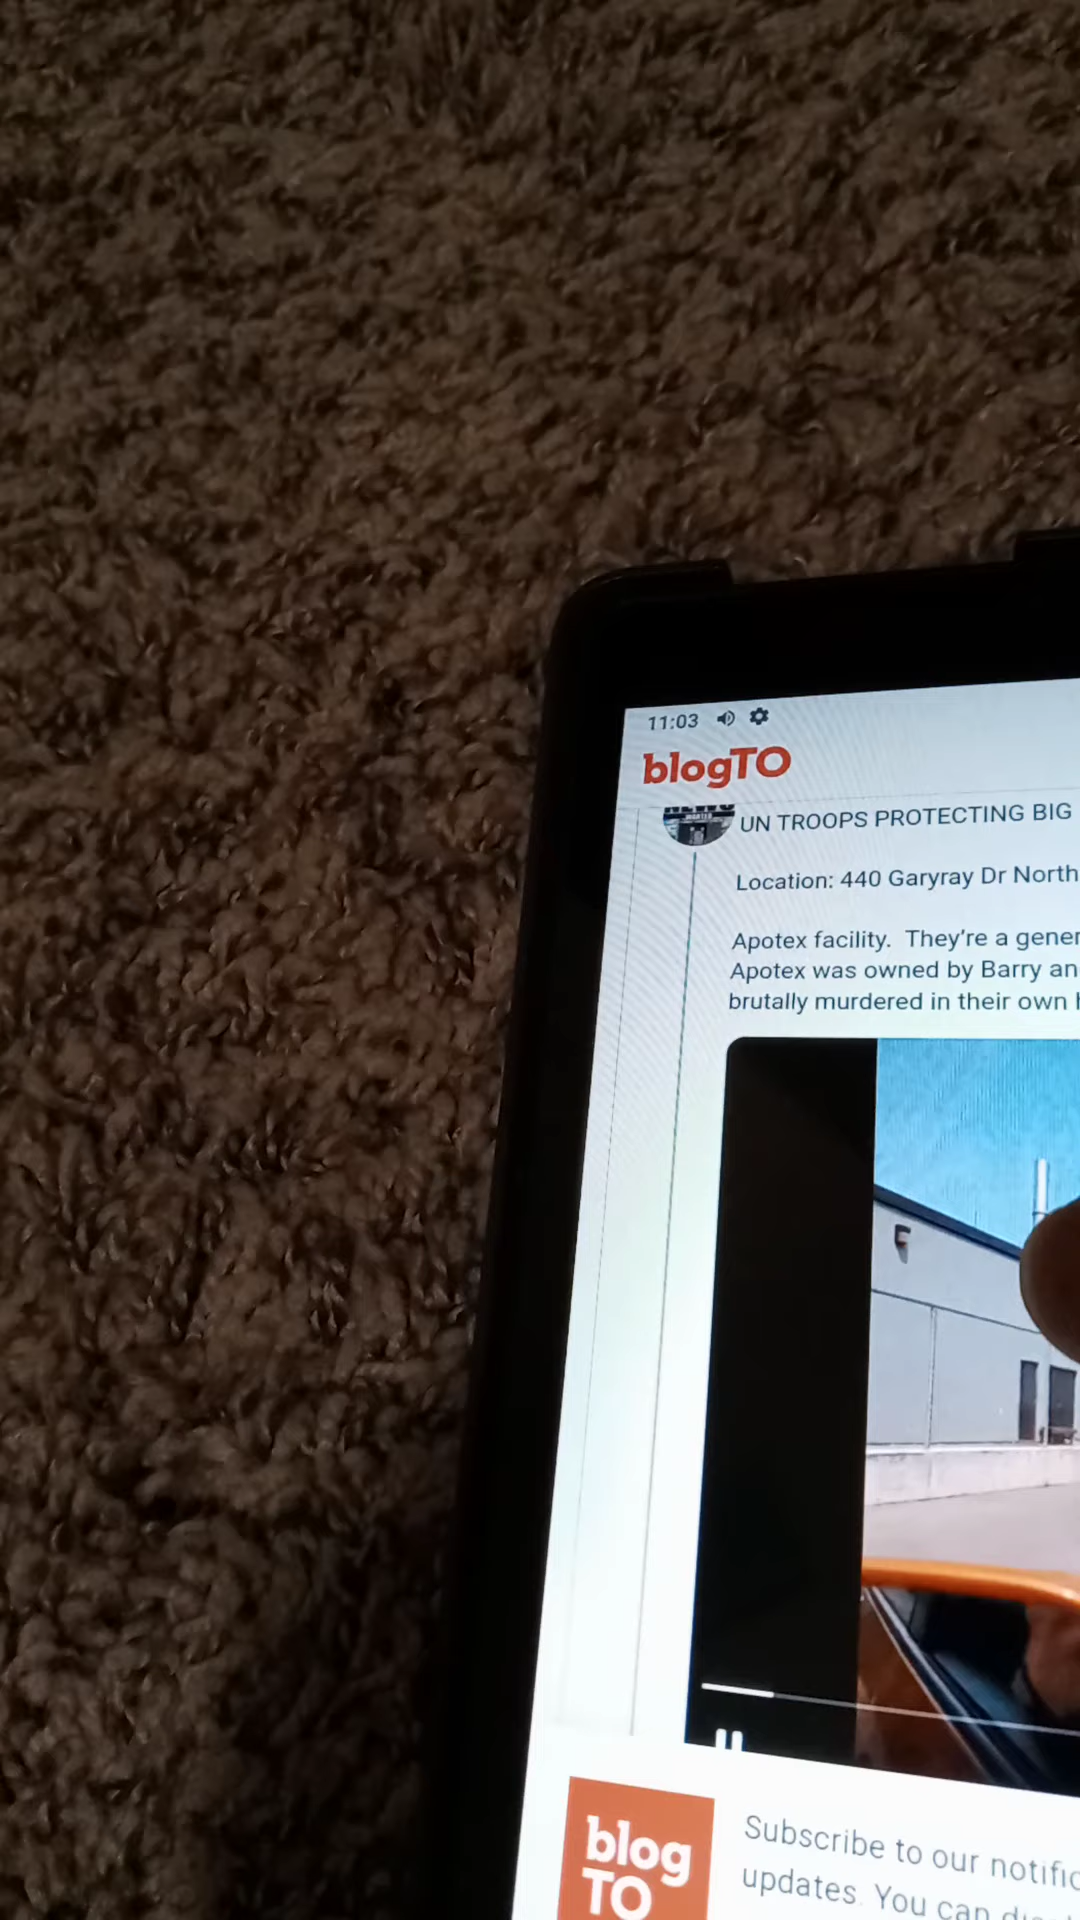 11:03
blogTO
UN TROOPS PROTECTING BIG
Location: 440 Garyray Dr North
Apotex facility. They're a gener
Apotex was owned by Barry an
brutally murdered in their own h
blog
TO
Subscribe to our notific
updates. You can dis